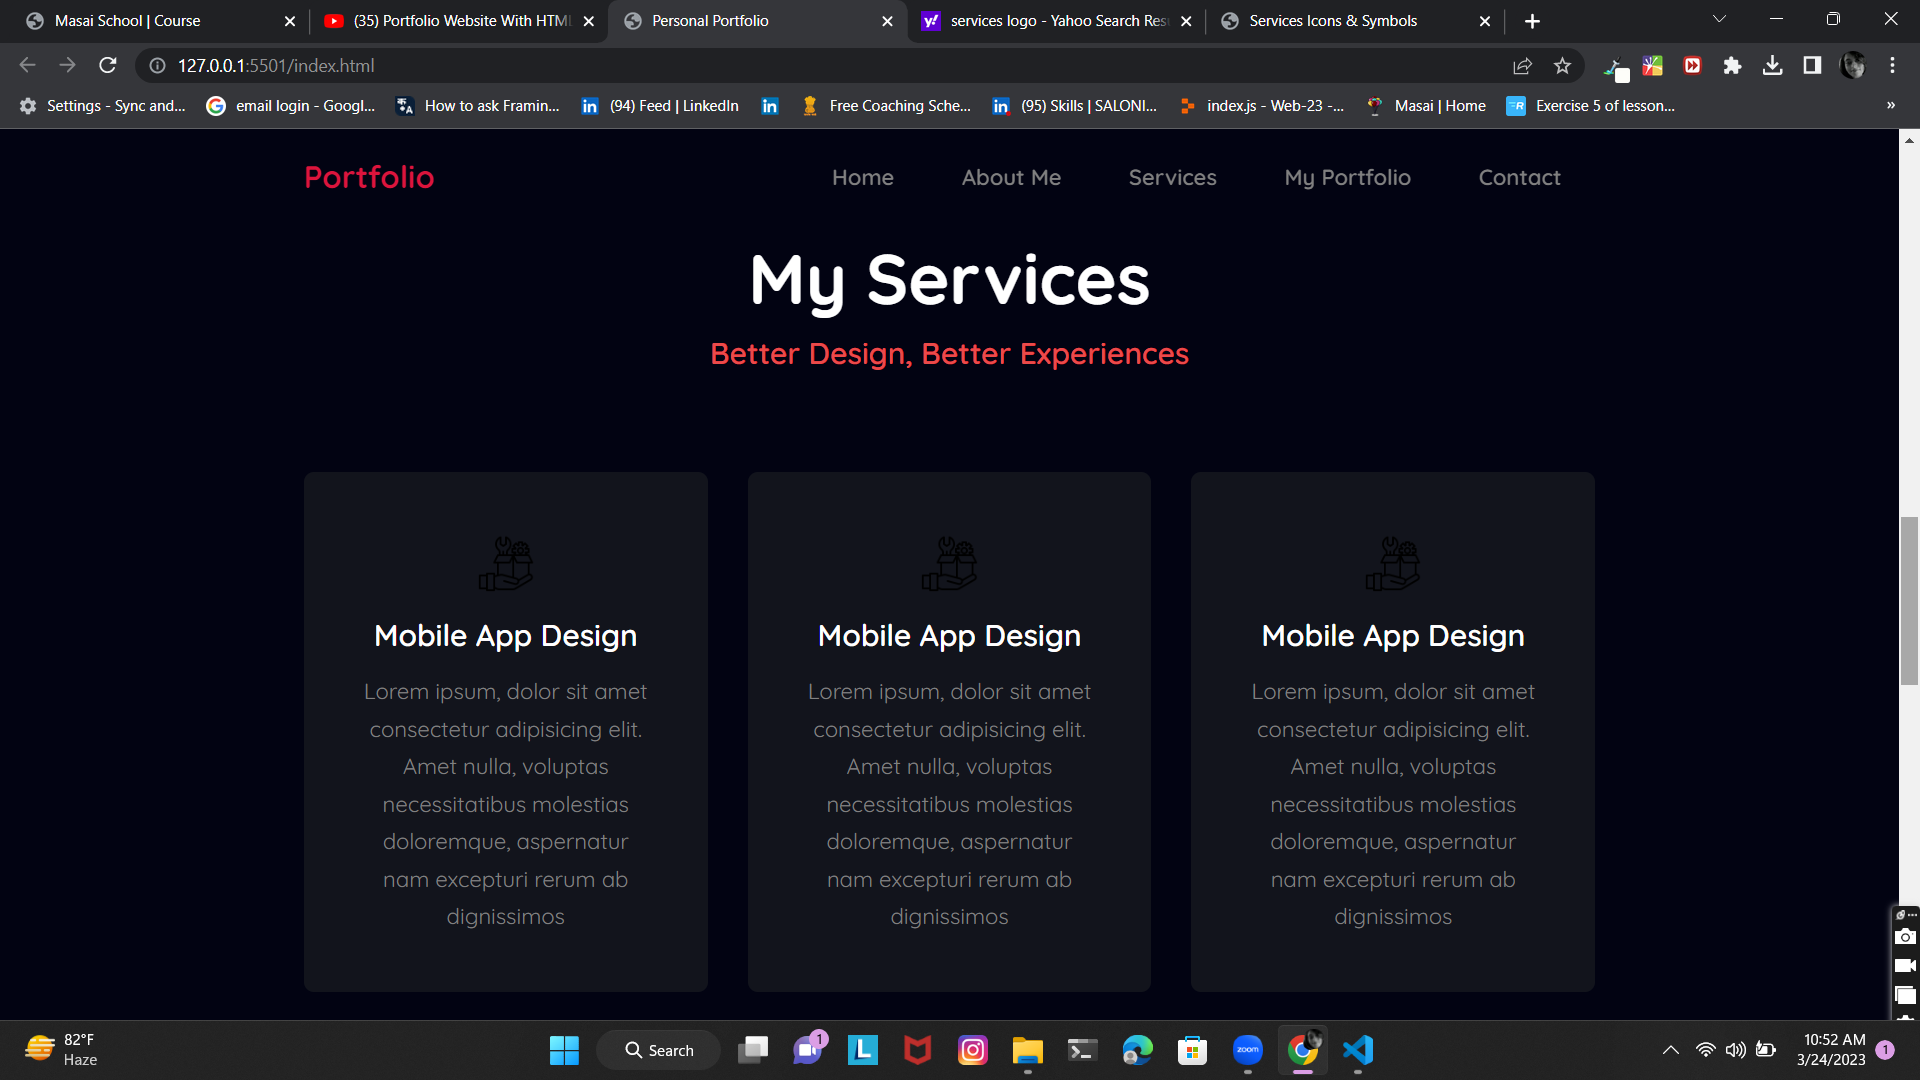 Masai School | Course
(35) Portfolio Website With HTML
Personal Portfolio
services logo - Yahoo Search Res
Services Icons & Symbols
127.0.0.1:5501/index.html
Settings - Sync and...
email login - Googl...
How to ask Framin...
(94) Feed | LinkedIn
Free Coaching Sche...
(95) Skills | SALONI...
index.js - Web-23 -...
Masai | Home
Exercise 5 of lesson...
»
Portfolio
Home
About Me
Services
My Portfolio
Contact
My Services
Better Design, Better Experiences
Mobile App Design
Lorem ipsum, dolor sit amet
consectetur adipisicing elit.
Amet nulla, voluptas
necessitatibus molestias
doloremque, aspernatur
nam excepturi rerum ab
dignissimos
Mobile App Design
Lorem ipsum, dolor sit amet
consectetur adipisicing elit.
Amet nulla, voluptas
necessitatibus molestias
doloremque, aspernatur
nam excepturi rerum ab
dignissimos
Mobile App Design
Lorem ipsum, dolor sit amet
consectetur adipisicing elit.
Amet nulla, voluptas
necessitatibus molestias
doloremque, aspernatur
nam excepturi rerum ab
dignissimos
82°F
Haze
Search
1
L
zoom
10:52 AM
3/24/2023
1